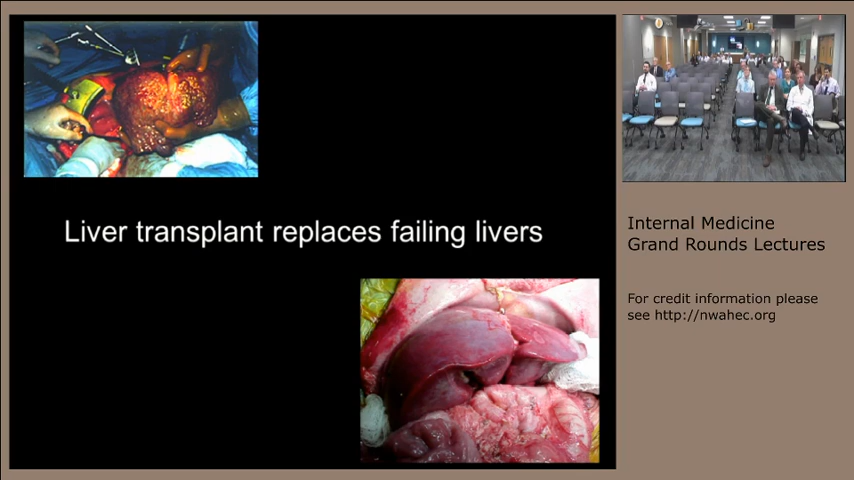 Liver transplant replaces failing livers
Internal Medicine
Grand Rounds Lectures
For credit information please
see http://nwahec.org